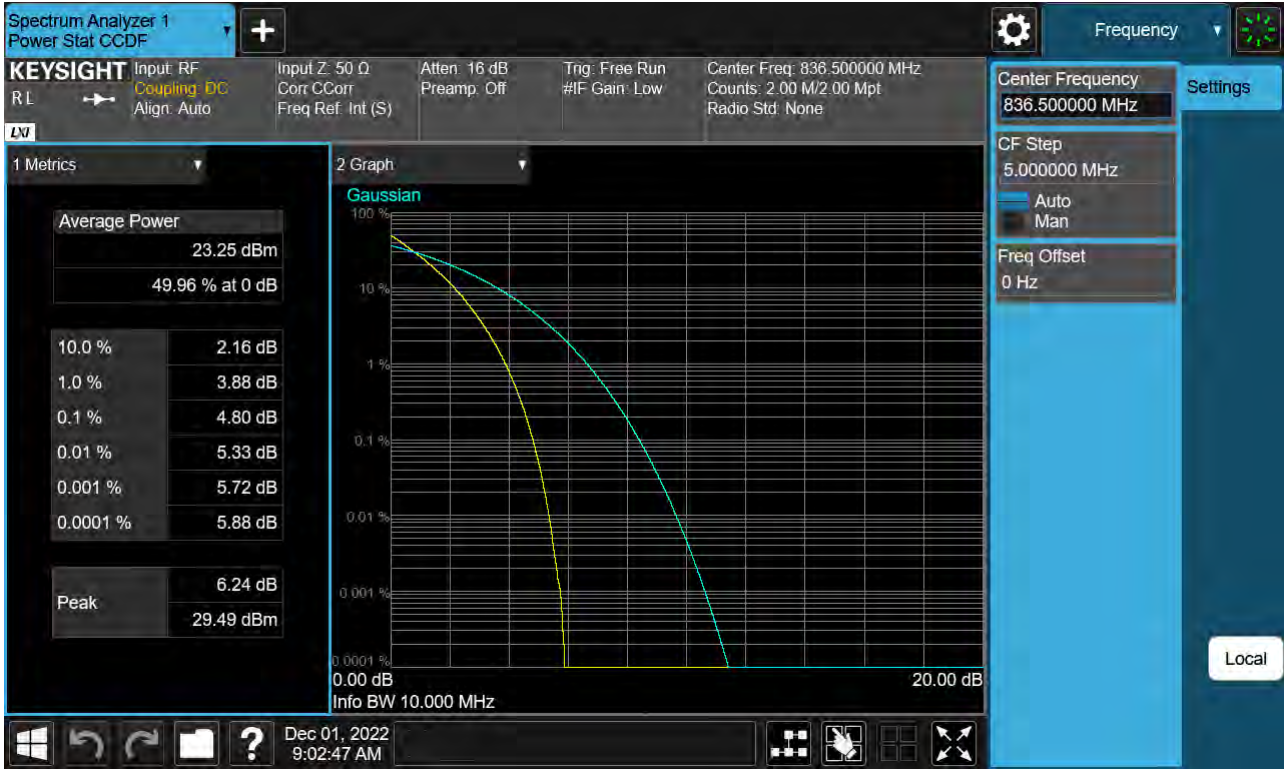 Spectrum Analyzer 1
Power Stat CCDF
Frequency
KEYSIGHT
R L
LXI
Input: RF
Coupling: DC
Align: Auto
Input Z: 50 Ω
Corr CCorr
Freq Ref: Int (S)
Atten: 16 dB
Preamp: Off
Trig: Free Run
#IF Gain: Low
Center Freq: 836.500000 MHz
Counts: 2.00 M/2.00 Mpt
Radio Std: None
Center Frequency
836.500000 MHz
Settings
CF Step
5.000000 MHz
Auto
Man
Freq Offset
0 Hz
Local
1 Metrics
Average Power
23.25 dBm
49.96 % at 0 dB
10.0 % 2.16 dB
1.0 % 3.88 dB
0.1 % 4.80 dB
0.01 % 5.33 dB
0.001 % 5.72 dB
0.0001 % 5.88 dB
Peak
6.24 dB
29.49 dBm
2 Graph
Gaussian
100 %
10 %
1 %
0.1 %
0.01 %
0.001 %
0.0001 %
0.00 dB 20.00 dB
Info BW 10.000 MHz
?
Dec 01, 2022
9:02:47 AM